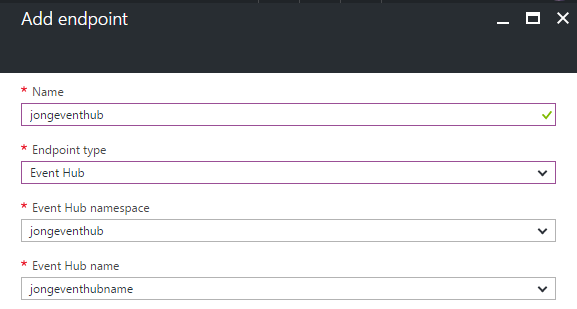 Add endpoint
* Name
jongeventhub
* Endpoint type
Event Hub
* Event Hub namespace
jongeventhub
* Event Hub name
jongeventhubname